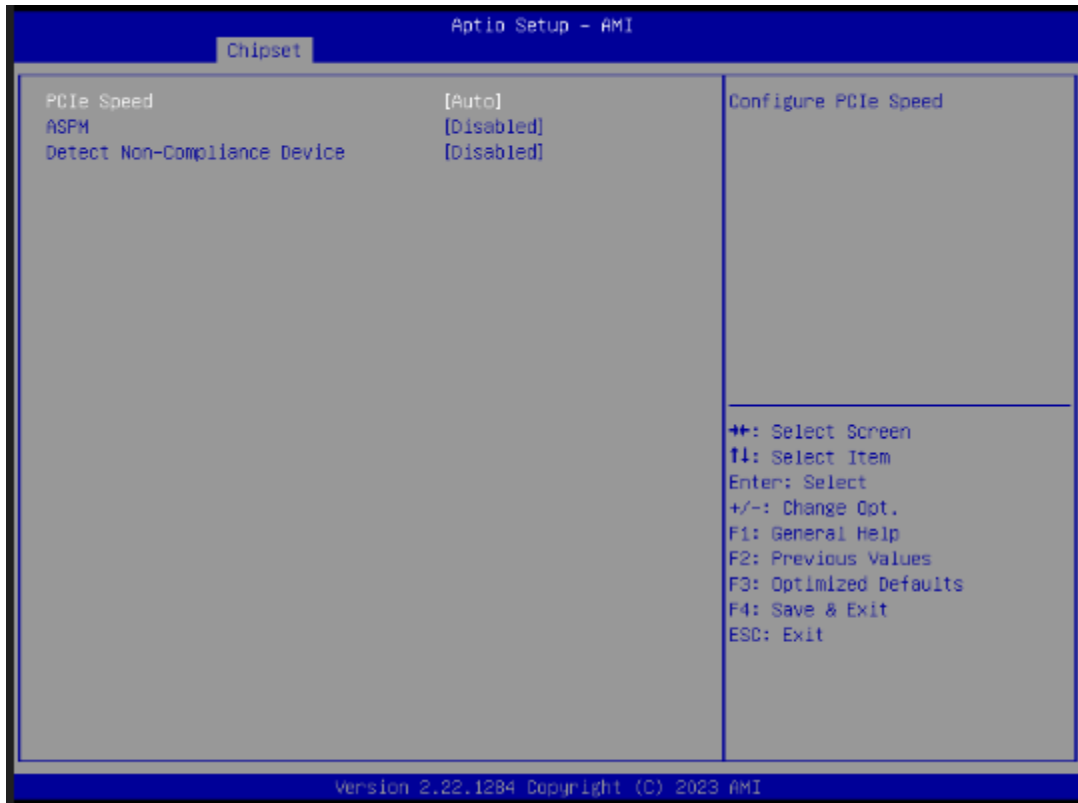 Aptio Setup - AMI
Chipset
PCIe Speed [Auto]
ASPM [Disabled]
Detect Non-Compliance Device [Disabled]
Configure PCIe Speed
→←: Select Screen
↑↓: Select Item
Enter: Select
+/-: Change Opt.
F1: General Help
F2: Previous Values
F3: Optimized Defaults
F4: Save & Exit
ESC: Exit
Version 2.22.1284 Copyright (C) 2023 AMI